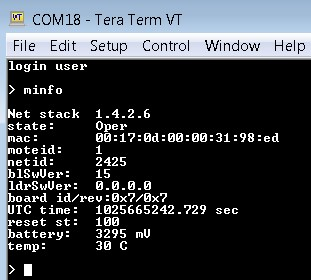 COM18 - Tera Term VT
File Edit Setup Control Window Help
login user
> minfo
Net stack 1.4.2.6
state: Oper
mac: 00:17:0d:00:00:31:98:ed
moteid: 1
netid: 2425
blSwVer: 15
ldrSwVer: 0.0.0.0
board id/rev:0x7/0x7
UTC time: 1025665242.729 sec
reset st: 100
battery: 3295 mV
temp: 30 C
>